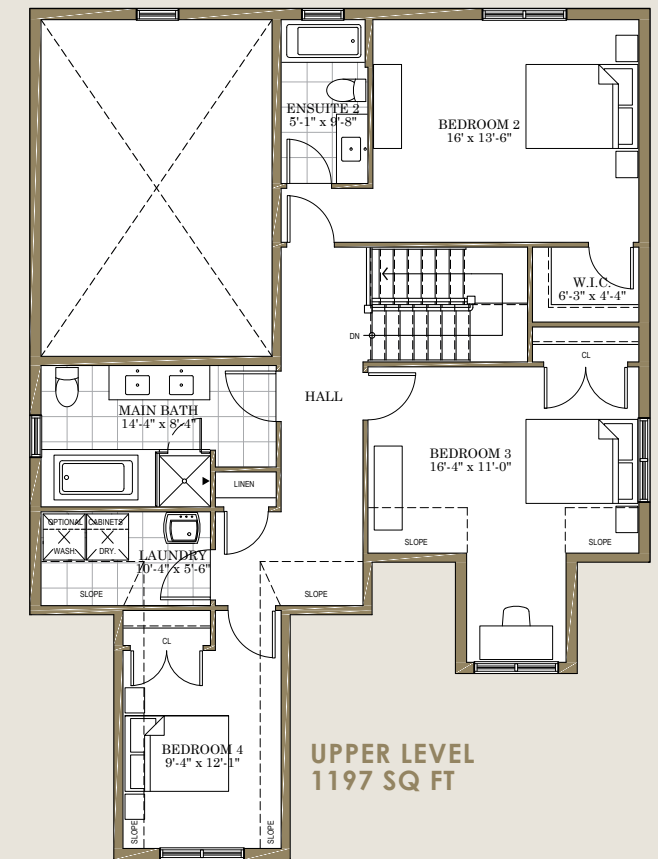 ENSUITE 2
5'-1" x 9'-8"
BEDROOM 2
16' x 13'-6"
W.I.C.
6'-3" x 4'-4"
DN
CL
HALL
MAIN BATH
14'-4" x 8'-4"
BEDROOM 3
16'-4" x 11'-0"
LINEN
OPTIONAL CABINETS
WASH. DRY.
LAUNDRY
10'-4" x 5'-6"
SLOPE
SLOPE
SLOPE
SLOPE
CL
BEDROOM 4
9'-4" x 12'-1"
SLOPE
SLOPE
UPPER LEVEL
1197 SQ FT